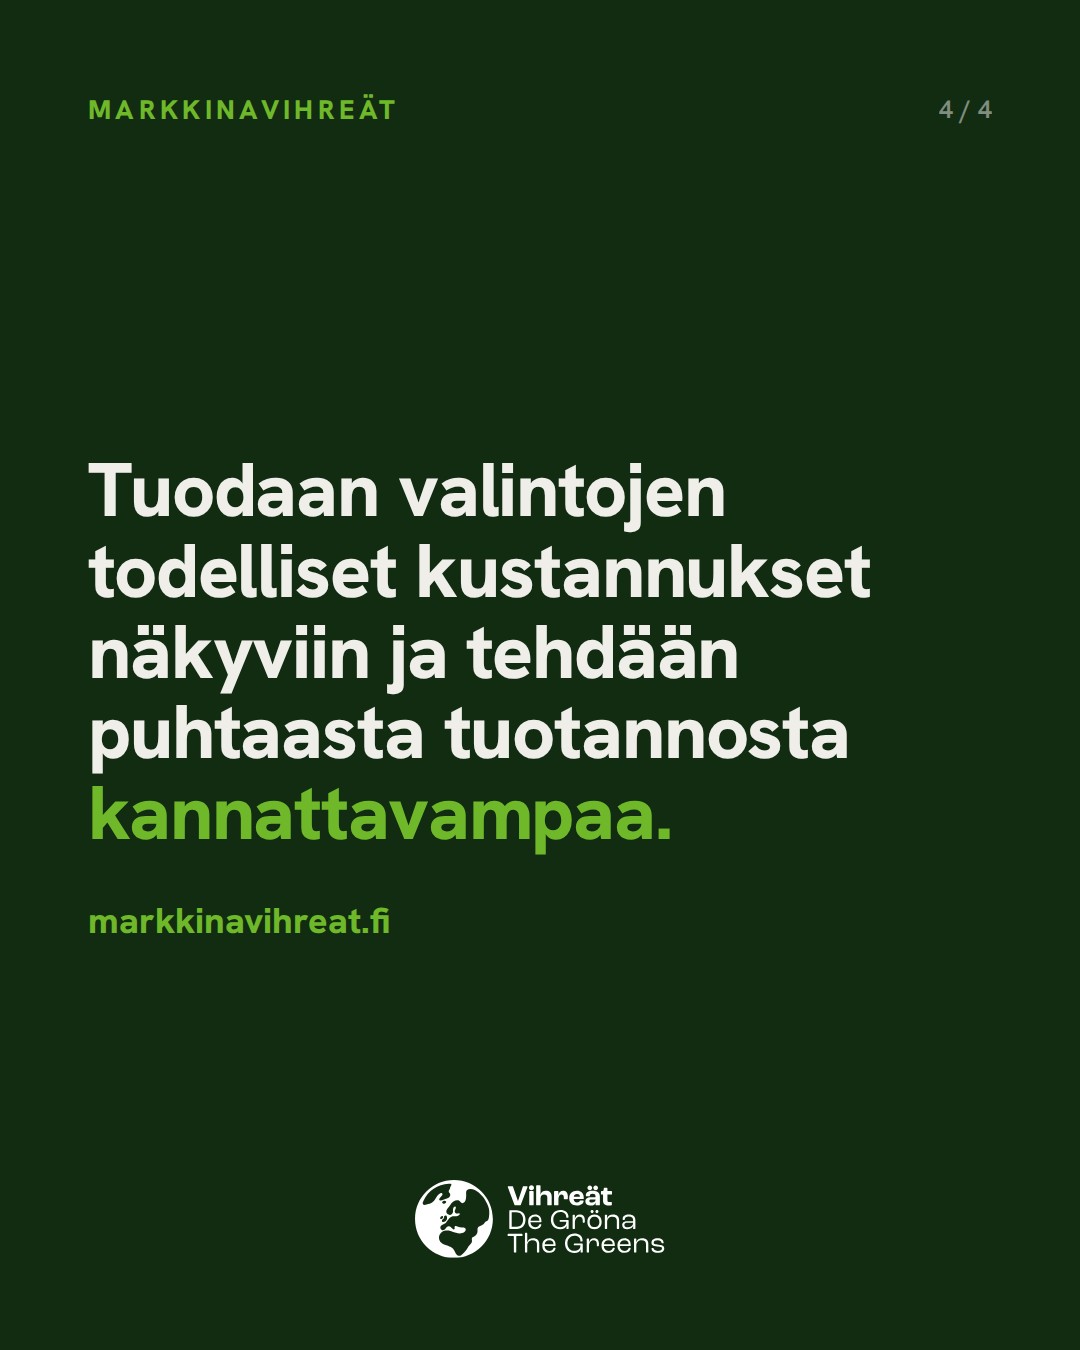 MARKKINAVIHREÄT
4 / 4
Tuodaan valintojen
todelliset kustannukset
näkyviin ja tehdään
puhtaasta tuotannosta
kannattavampaa.
markkinavihreat.fi
Vihreät
De Gröna
The Greens